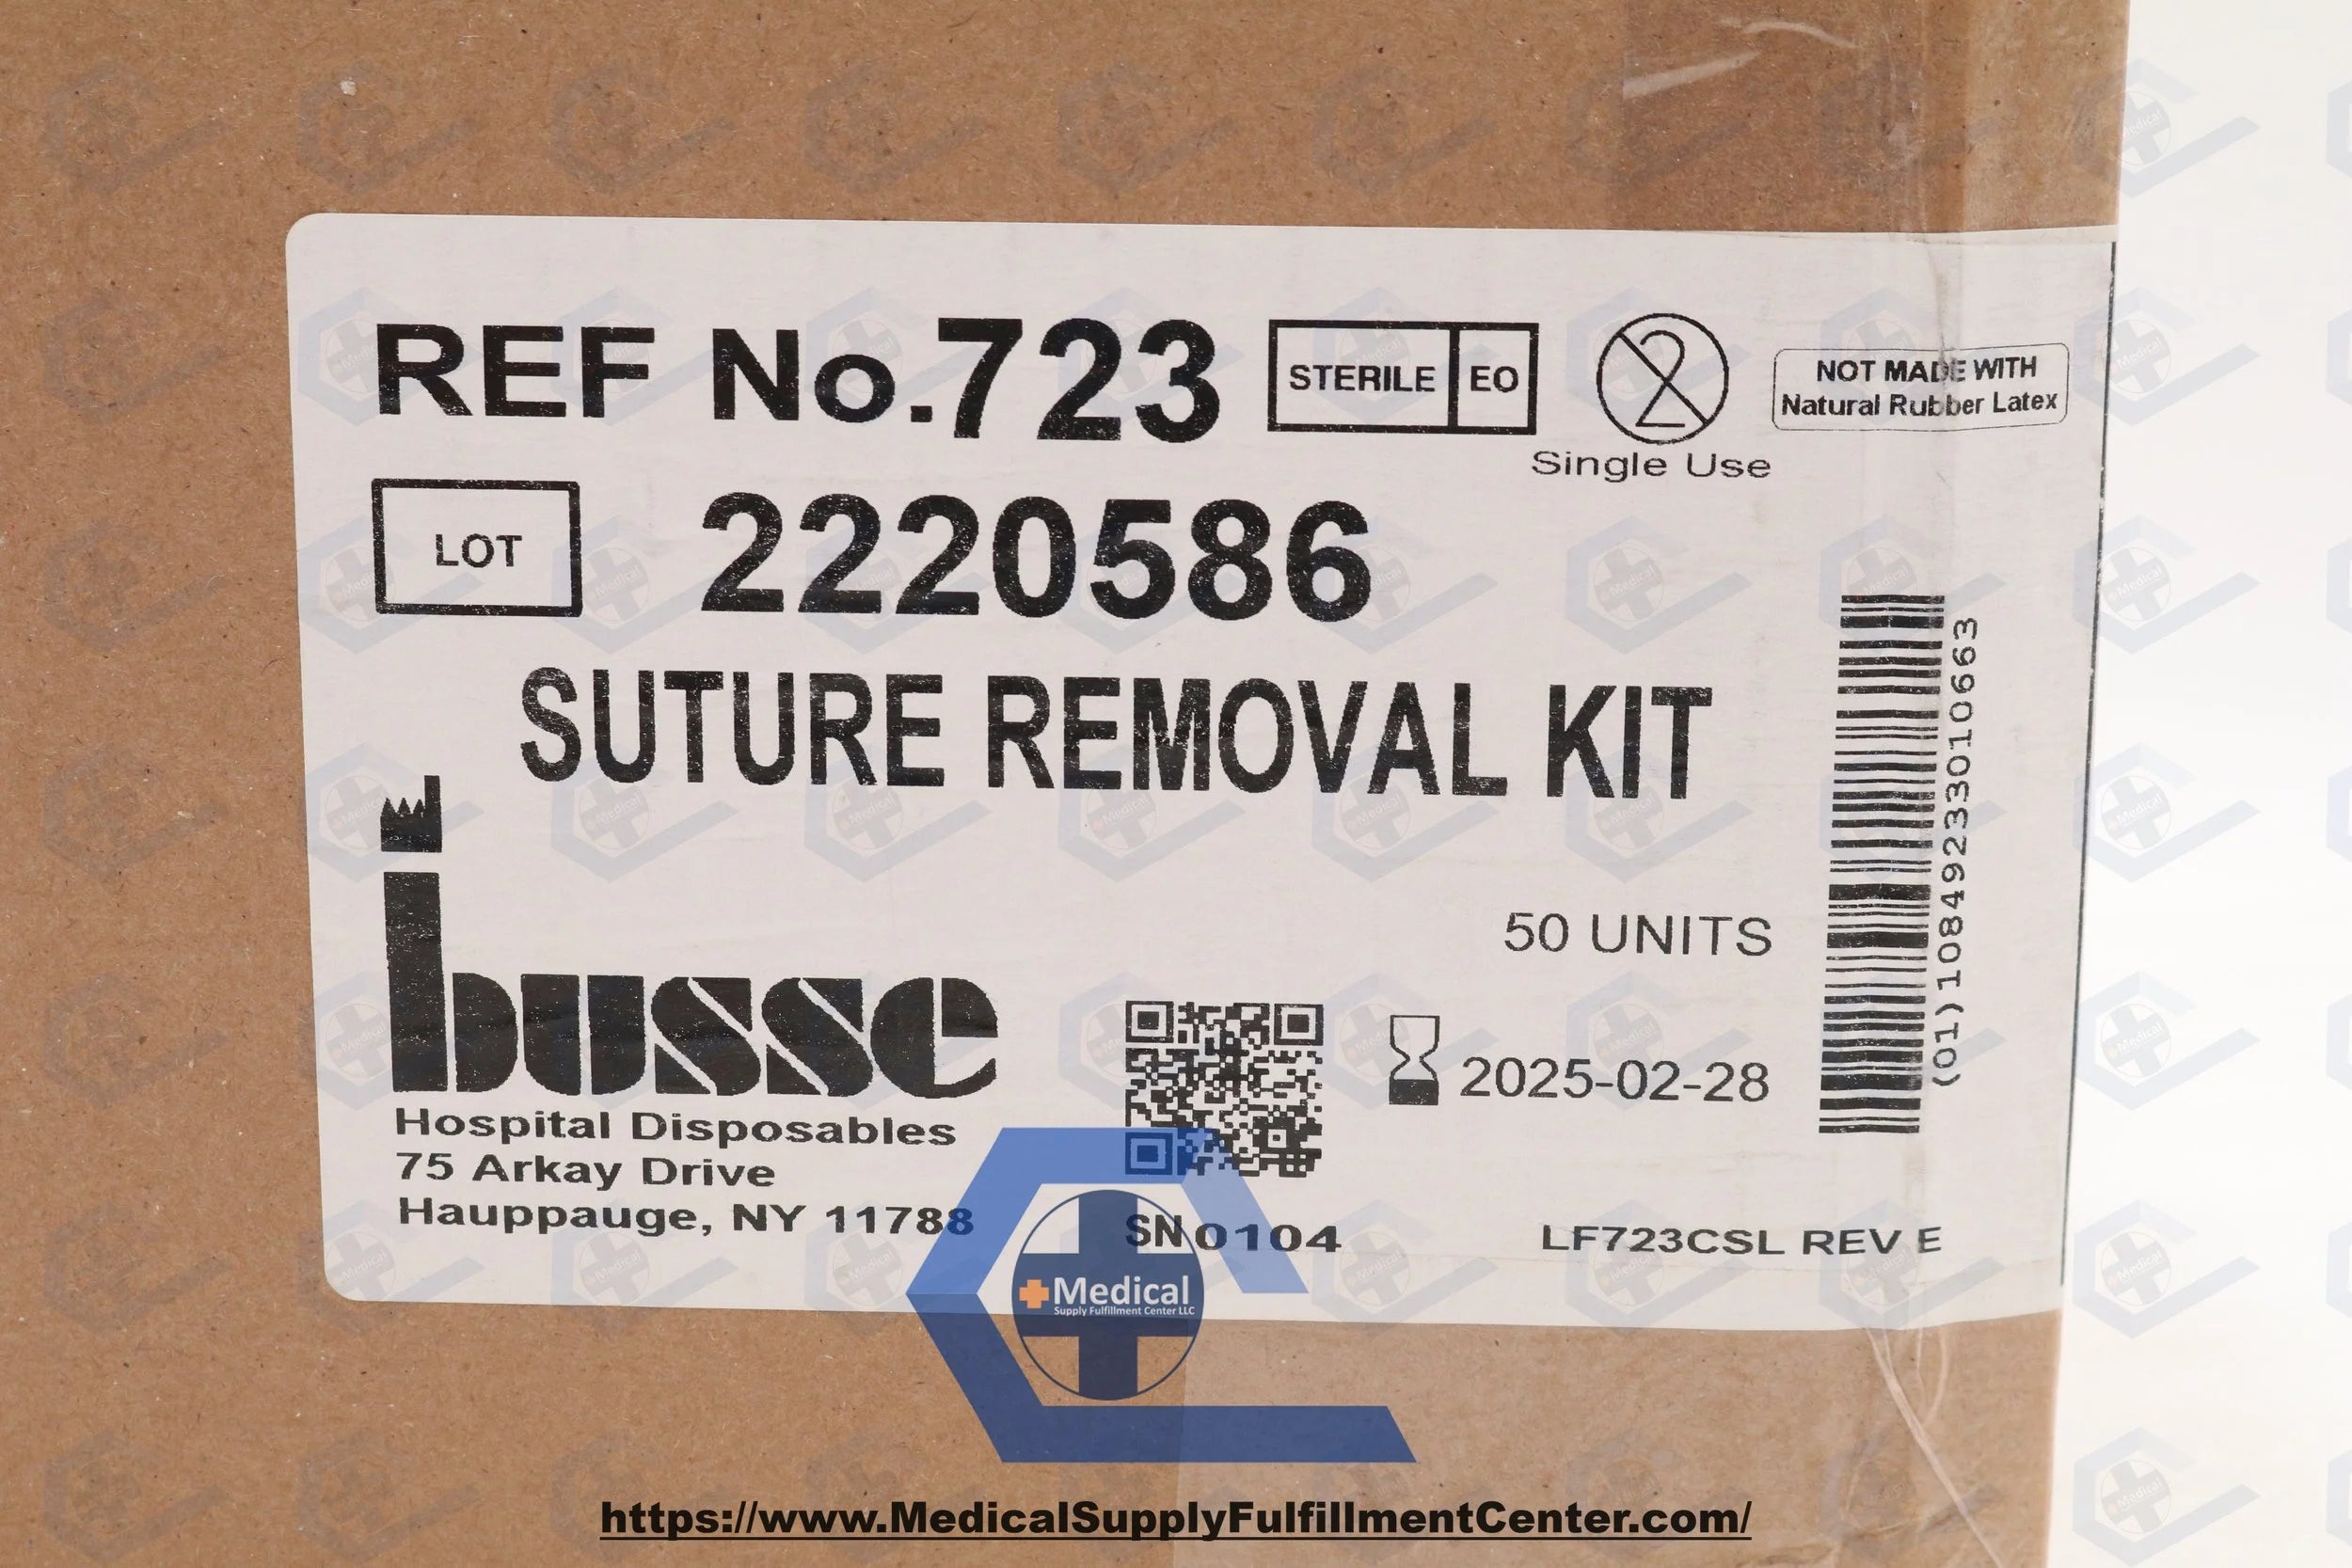 REF No.723
STERILE EO
2
Single Use
NOT MADE WITH
Natural Rubber Latex
LOT
2220586
SUTURE REMOVAL KIT
busse
Hospital Disposables
75 Arkay Drive
Hauppauge, NY 11788
50 UNITS
2025-02-28
SN0104
LF723CSL REV E
(01)10849233010663
Medical
Supply Fulfillment Center LLC
https://www.MedicalSupplyFulfillmentCenter.com/